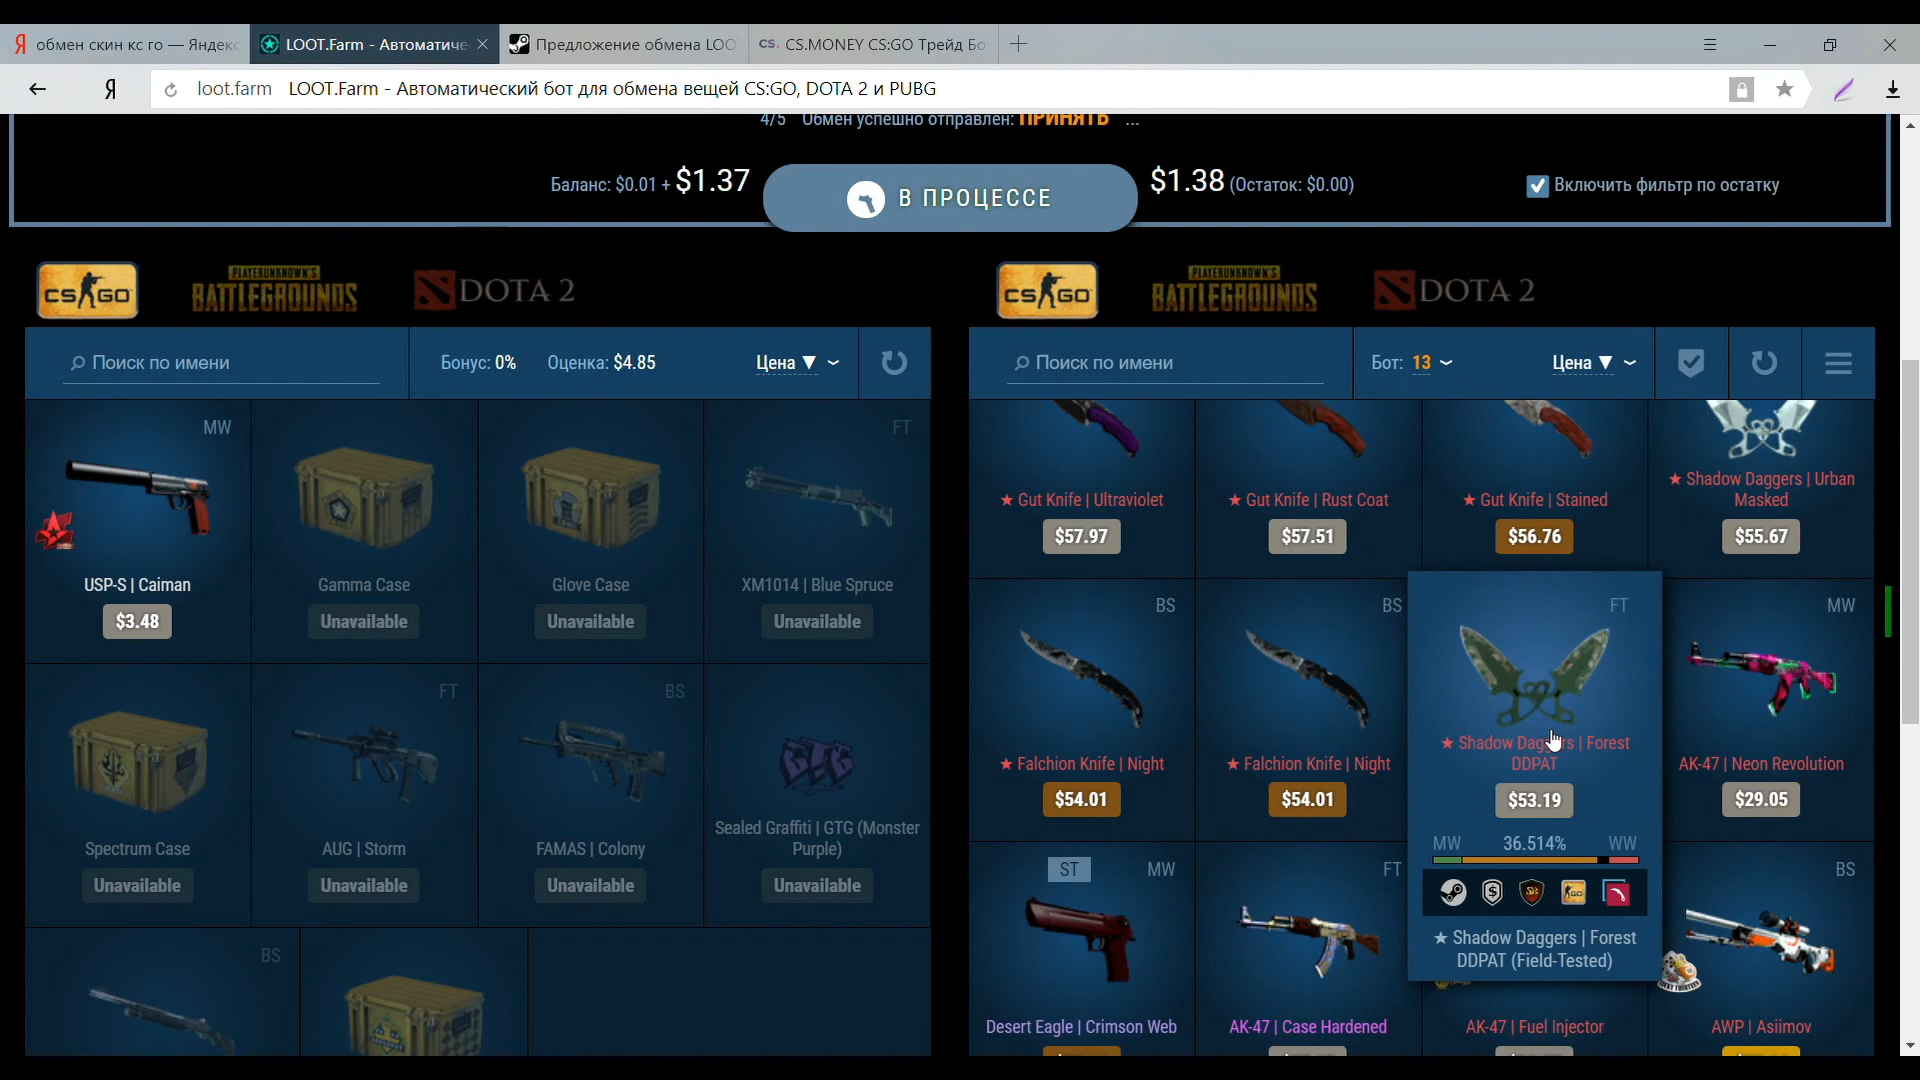 обмен скин кс го — Яндекс
LOOT.Farm - Автоматиче
Предложение обмена LOO
CS. CS.MONEY CS:GO Трейд Бо
Я
loot.farm LOOT.Farm - Автоматический бот для обмена вещей CS:GO, DOTA 2 и PUBG
4/5 Обмен успешно отправлен: ПРИНЯТЬ ...
Баланс: $0.01 + $1.37
В ПРОЦЕССЕ
$1.38 (Остаток: $0.00)
Включить фильтр по остатку
CS GO
PLAYERUNKNOWN'S
BATTLEGROUNDS
DOTA 2
CS GO
PLAYERUNKNOWN'S
BATTLEGROUNDS
DOTA 2
Поиск по имени
Бонус: 0% Оценка: $4.85
Цена ▼
Поиск по имени
Бот: 13
Цена ▼
MW
USP-S | Caiman
$3.48
Gamma Case
Unavailable
Glove Case
Unavailable
FT
XM1014 | Blue Spruce
Unavailable
Spectrum Case
Unavailable
FT
AUG | Storm
Unavailable
BS
FAMAS | Colony
Unavailable
Sealed Graffiti | GTG (Monster
Purple)
Unavailable
BS
★ Gut Knife | Ultraviolet
$57.97
★ Gut Knife | Rust Coat
$57.51
★ Gut Knife | Stained
$56.76
★ Shadow Daggers | Urban
Masked
$55.67
BS
★ Falchion Knife | Night
$54.01
BS
★ Falchion Knife | Night
$54.01
FT
★ Shadow Daggers | Forest
DDPAT
$53.19
MW 36.514% WW
★ Shadow Daggers | Forest
DDPAT (Field-Tested)
MW
AK-47 | Neon Revolution
$29.05
ST MW
Desert Eagle | Crimson Web
FT
AK-47 | Case Hardened
AK-47 | Fuel Injector
BS
AWP | Asiimov